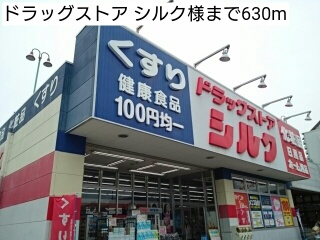 ドラッグストア シルク様まで630m
くすり
健康食品
100円均一
ドラッグストア
シルク
くすり